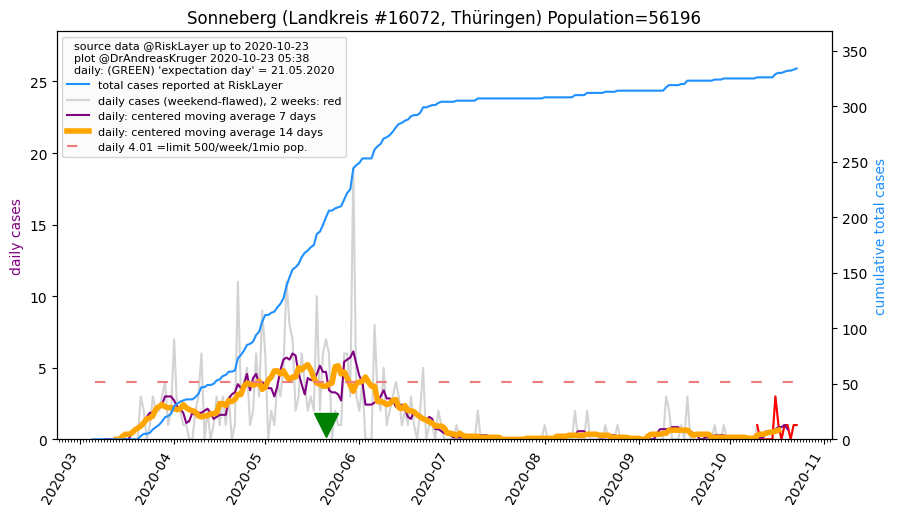 Sonneberg (Landkreis #16072, Thüringen) Population=56196
source data @RiskLayer up to 2020-10-23
plot @DrAndreasKruger 2020-10-23 05:38
daily: (GREEN) 'expectation day' = 21.05.2020
total cases reported at RiskLayer
daily cases (weekend-flawed), 2 weeks: red
daily: centered moving average 7 days
daily: centered moving average 14 days
daily 4.01 =limit 500/week/1mio pop.
daily cases
25
20
15
10
5
0
cumulative total cases
350
300
250
200
150
100
50
0
2020-03
2020-04
2020-05
2020-06
2020-07
2020-08
2020-09
2020-10
2020-11